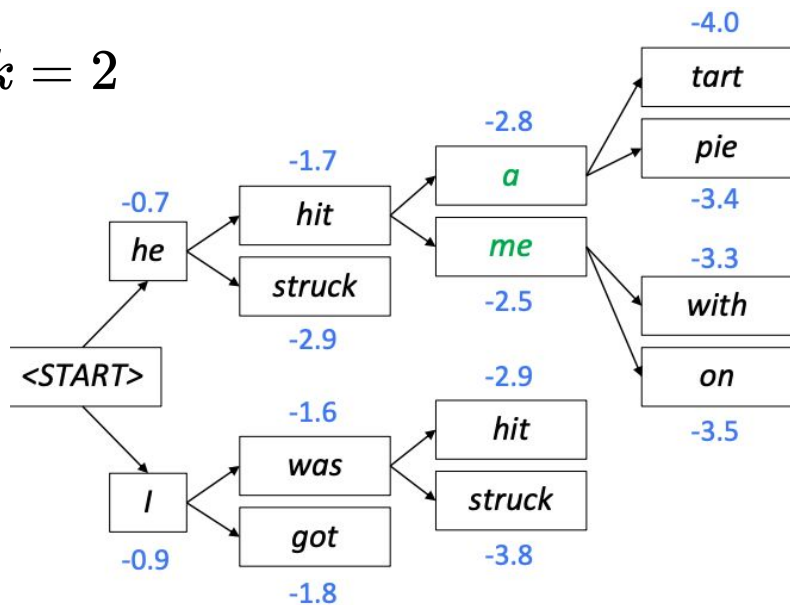 k = 2
-4.0
tart
pie
-3.4
-2.8
a
me
-2.5
-1.7
hit
struck
-2.9
-0.7
he
-3.3
with
on
-3.5
<START>
-2.9
hit
struck
-3.8
-1.6
was
got
-1.8
I
-0.9